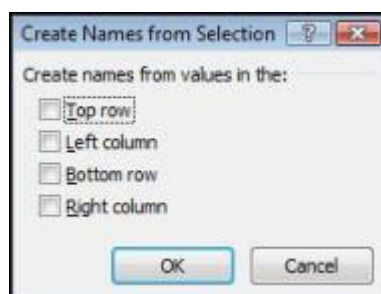 Create Names from Selection
Create names from values in the:
Top row
Left column
Bottom row
Right column
OK Cancel